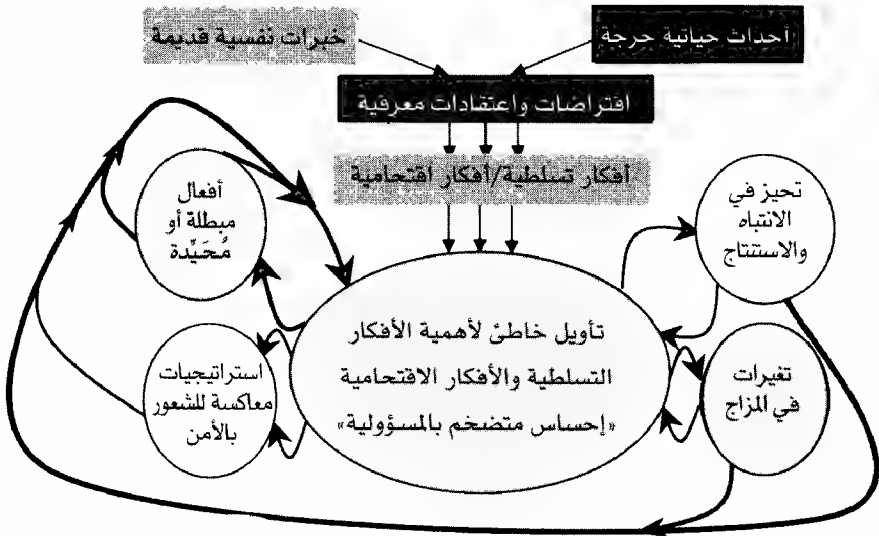 أحداث حياتية حرجة
خبرات نفسية قديمة
افتراضات واعتقادات معرفية
أفكار تسلطية/أفكار اقتحامية
تحيز في
الانتباه
والاستنتاج
أفعال
مبطلة أو
مُحَيِّدة
تأويل خاطئ لأهمية الأفكار
التسلطية والأفكار الاقتحامية
«إحساس متضخم بالمسؤولية»
تغيرات
في المزاج
استراتيجيات
معاكسة للشعور
بالأمن